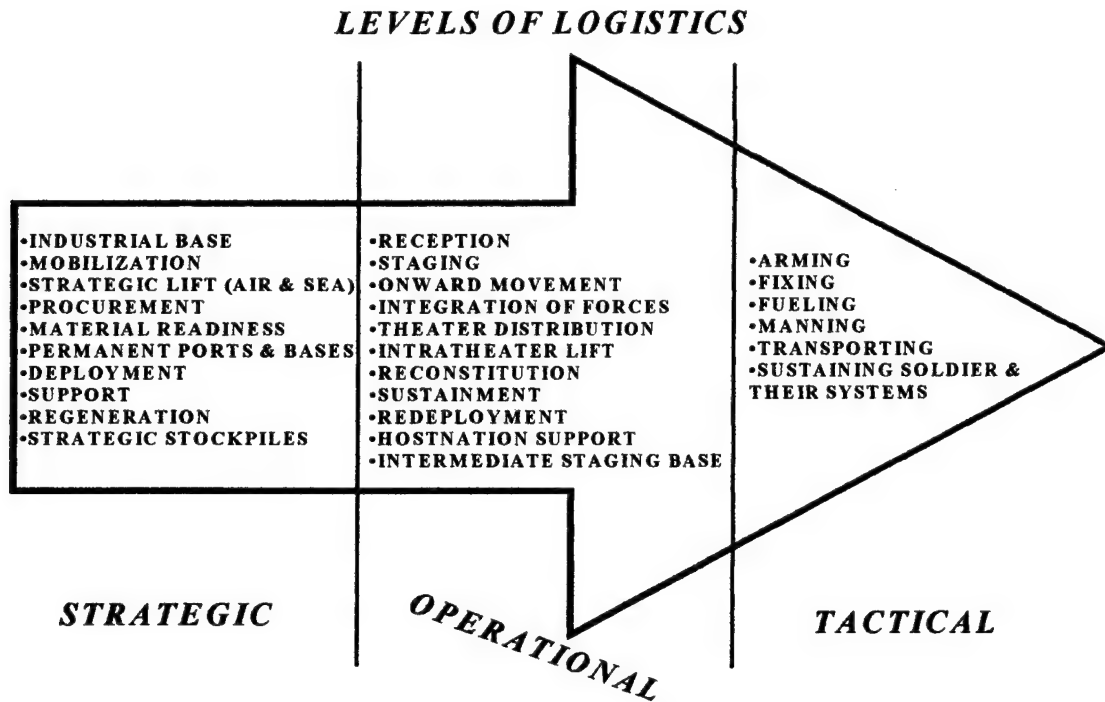 LEVELS OF LOGISTICS
•INDUSTRIAL BASE
•MOBILIZATION
•STRATEGIC LIFT (AIR & SEA)
•PROCUREMENT
•MATERIAL READINESS
•PERMANENT PORTS & BASES
•DEPLOYMENT
•SUPPORT
•REGENERATION
•STRATEGIC STOCKPILES
•RECEPTION
•STAGING
•ONWARD MOVEMENT
•INTEGRATION OF FORCES
•THEATER DISTRIBUTION
•INTRATHEATER LIFT
•RECONSTITUTION
•SUSTAINMENT
•REDEPLOYMENT
•HOSTNATION SUPPORT
•INTERMEDIATE STAGING BASE
•ARMING
•FIXING
•FUELING
•MANNING
•TRANSPORTING
•SUSTAINING SOLDIER &
THEIR SYSTEMS
STRATEGIC
OPERATIONAL
TACTICAL